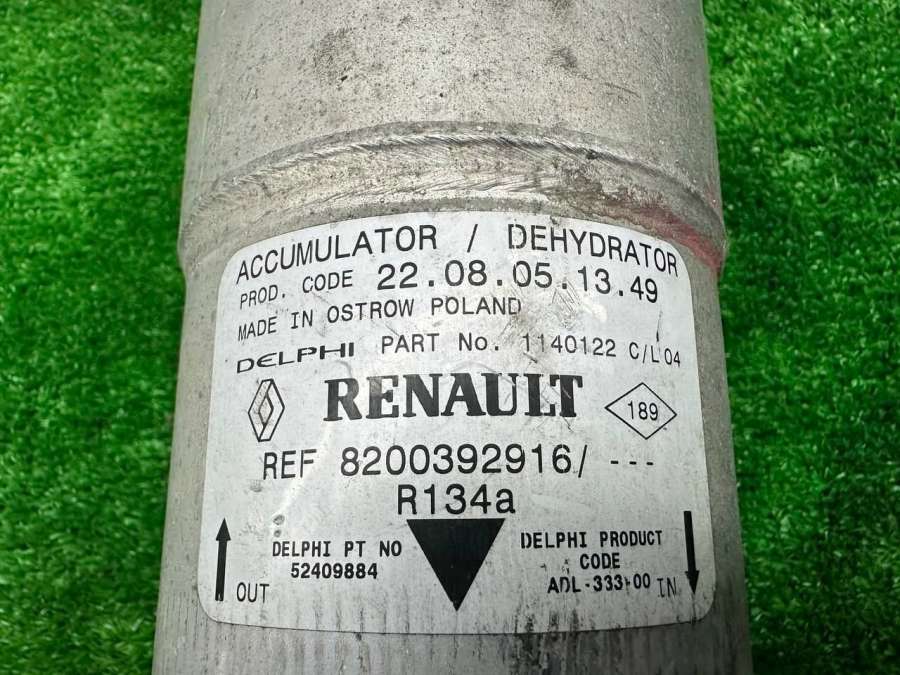 ACCUMULATOR / DEHYDRATOR
PROD. CODE 22.08.05.13.49
MADE IN OSTROW POLAND
DELPHI PART No. 1140122 C/L 04
RENAULT 189
REF 8200392916/ ---
R134a
DELPHI PT NO
52409884
OUT
DELPHI PRODUCT
CODE
ADL-333-00 IN